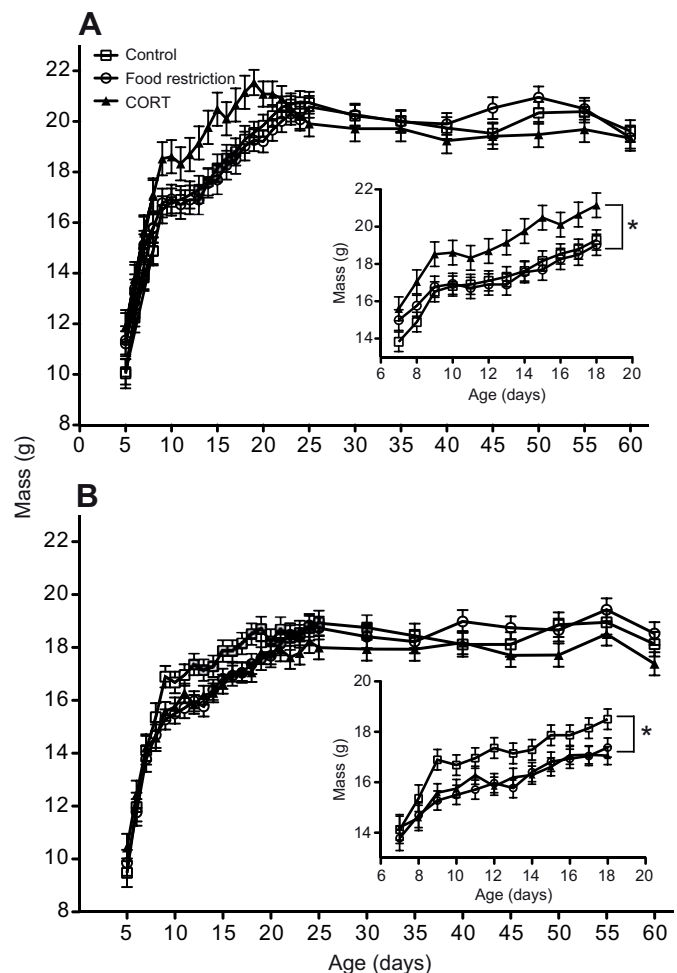 A
Control
Food restriction
CORT
22
20
18
16
14
12
10
8
0 5 10 15 20 25 30 35 40 45 50 55 60
22
20
18
16
14
Mass (g)
*
6 8 10 12 14 16 18 20
Age (days)
Mass (g)
B
22
20
18
16
14
12
10
8
5 10 15 20 25 30 35 40 45 50 55 60
Age (days)
20
18
16
14
Mass (g)
*
6 8 10 12 14 16 18 20
Age (days)